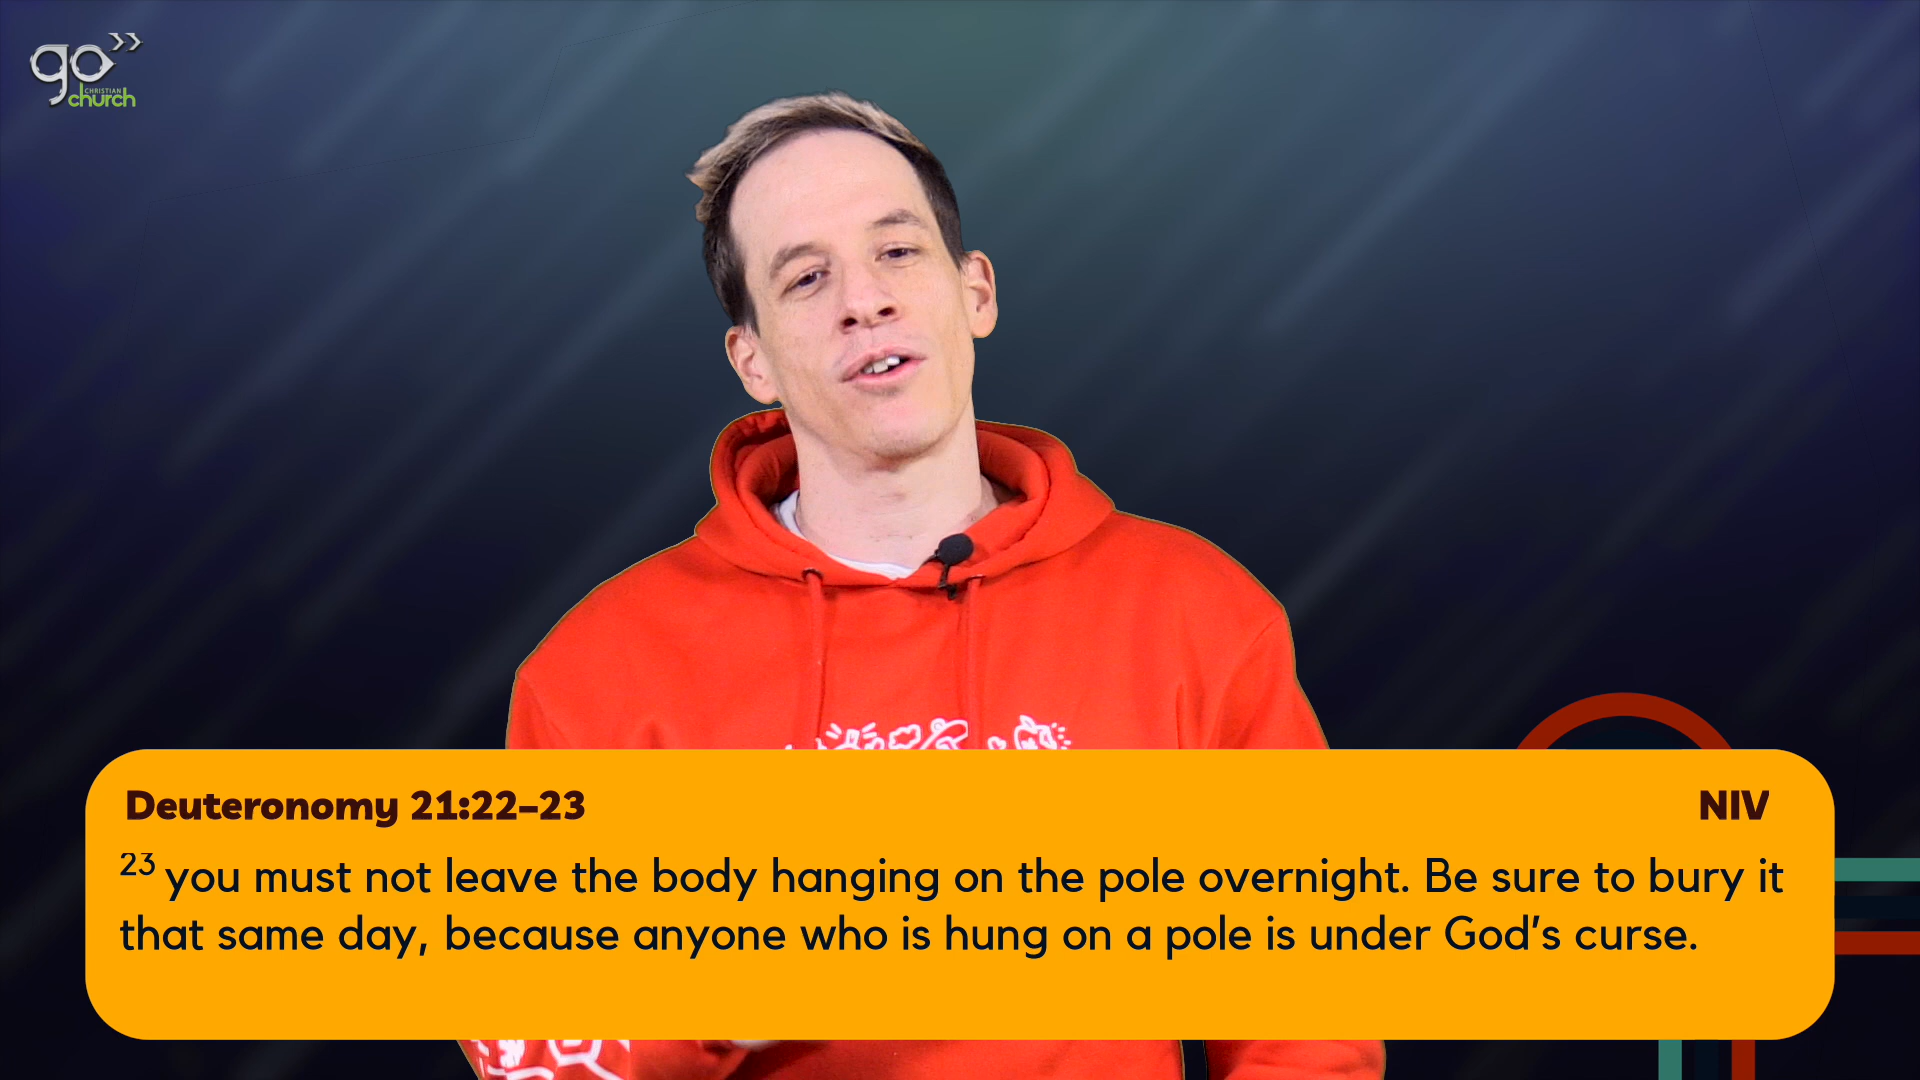 go
CHRISTIAN
church
Deuteronomy 21:22–23 NIV
23 you must not leave the body hanging on the pole overnight. Be sure to bury it
that same day, because anyone who is hung on a pole is under God’s curse.